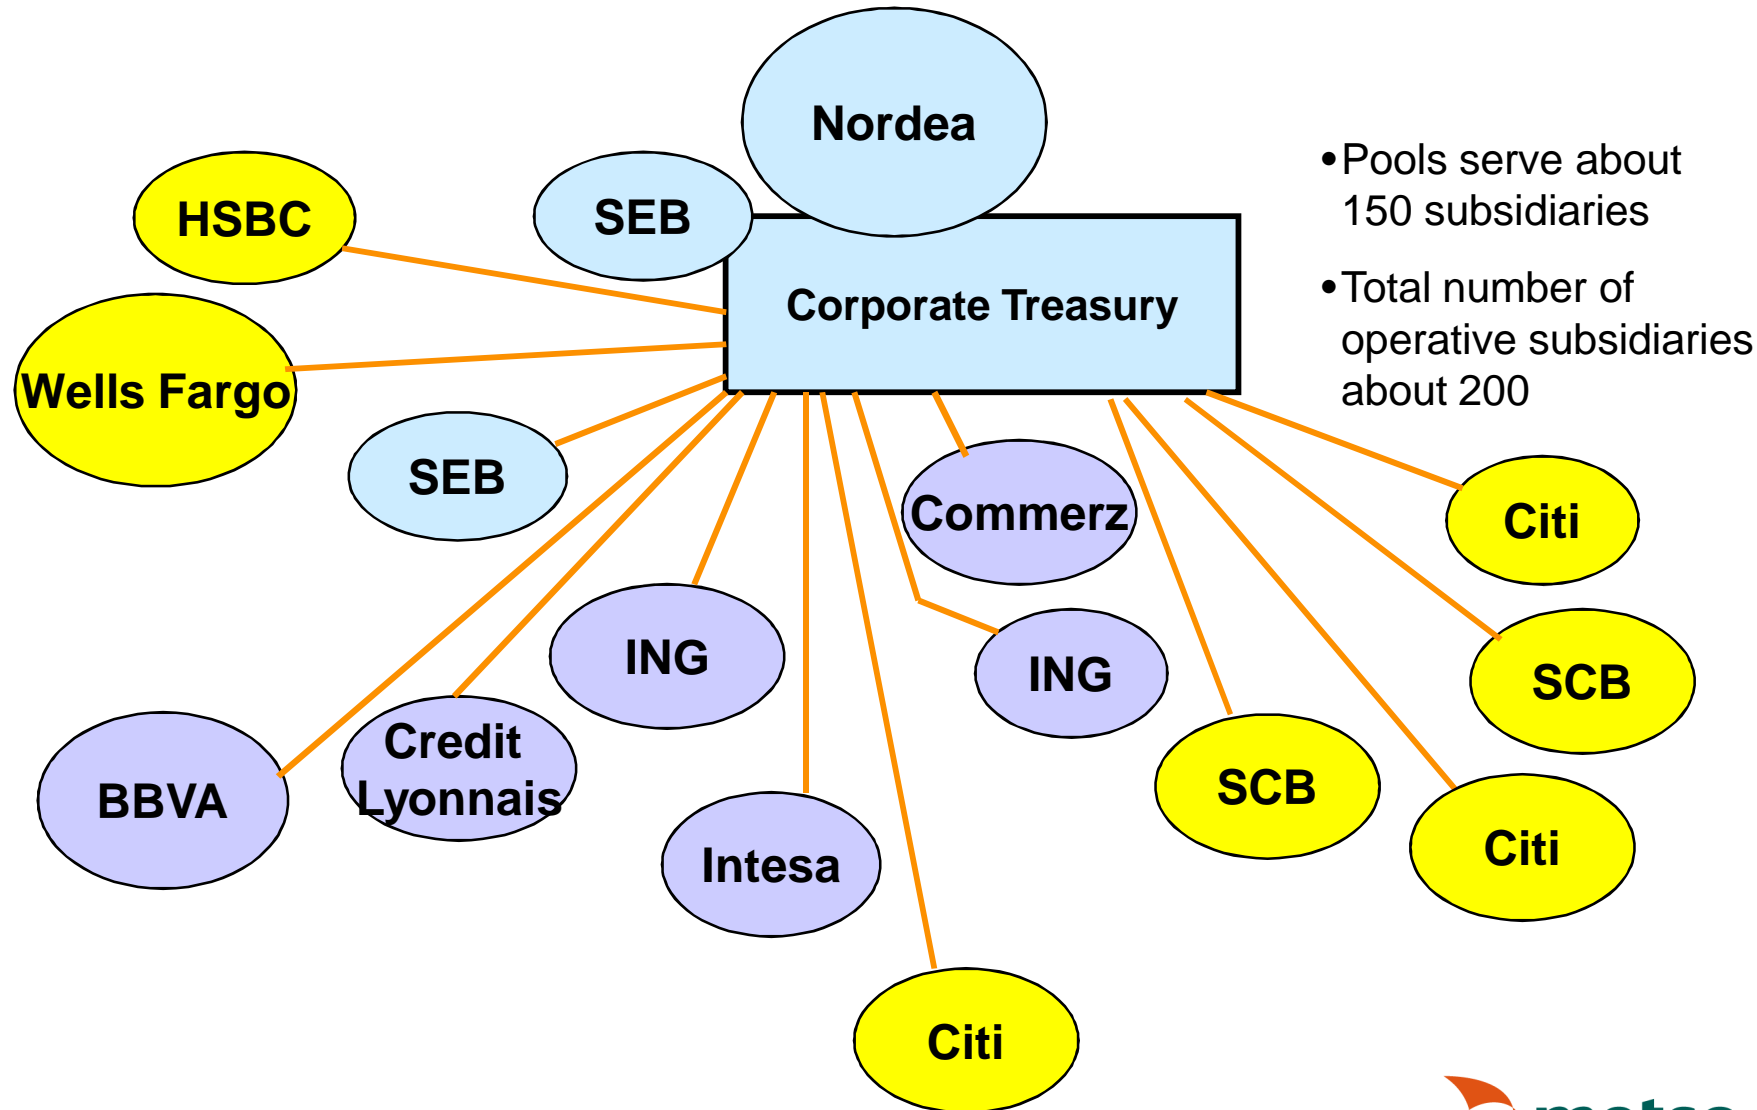 Nordea
HSBC
SEB
• Pools serve about
150 subsidiaries
Corporate Treasury
• Total number of
operative subsidiaries
about 200
Wells Fargo
SEB
Commerz
Citi
ING
ING
SCB
Credit
Lyonnais
BBVA
SCB
Intesa
Citi
Citi